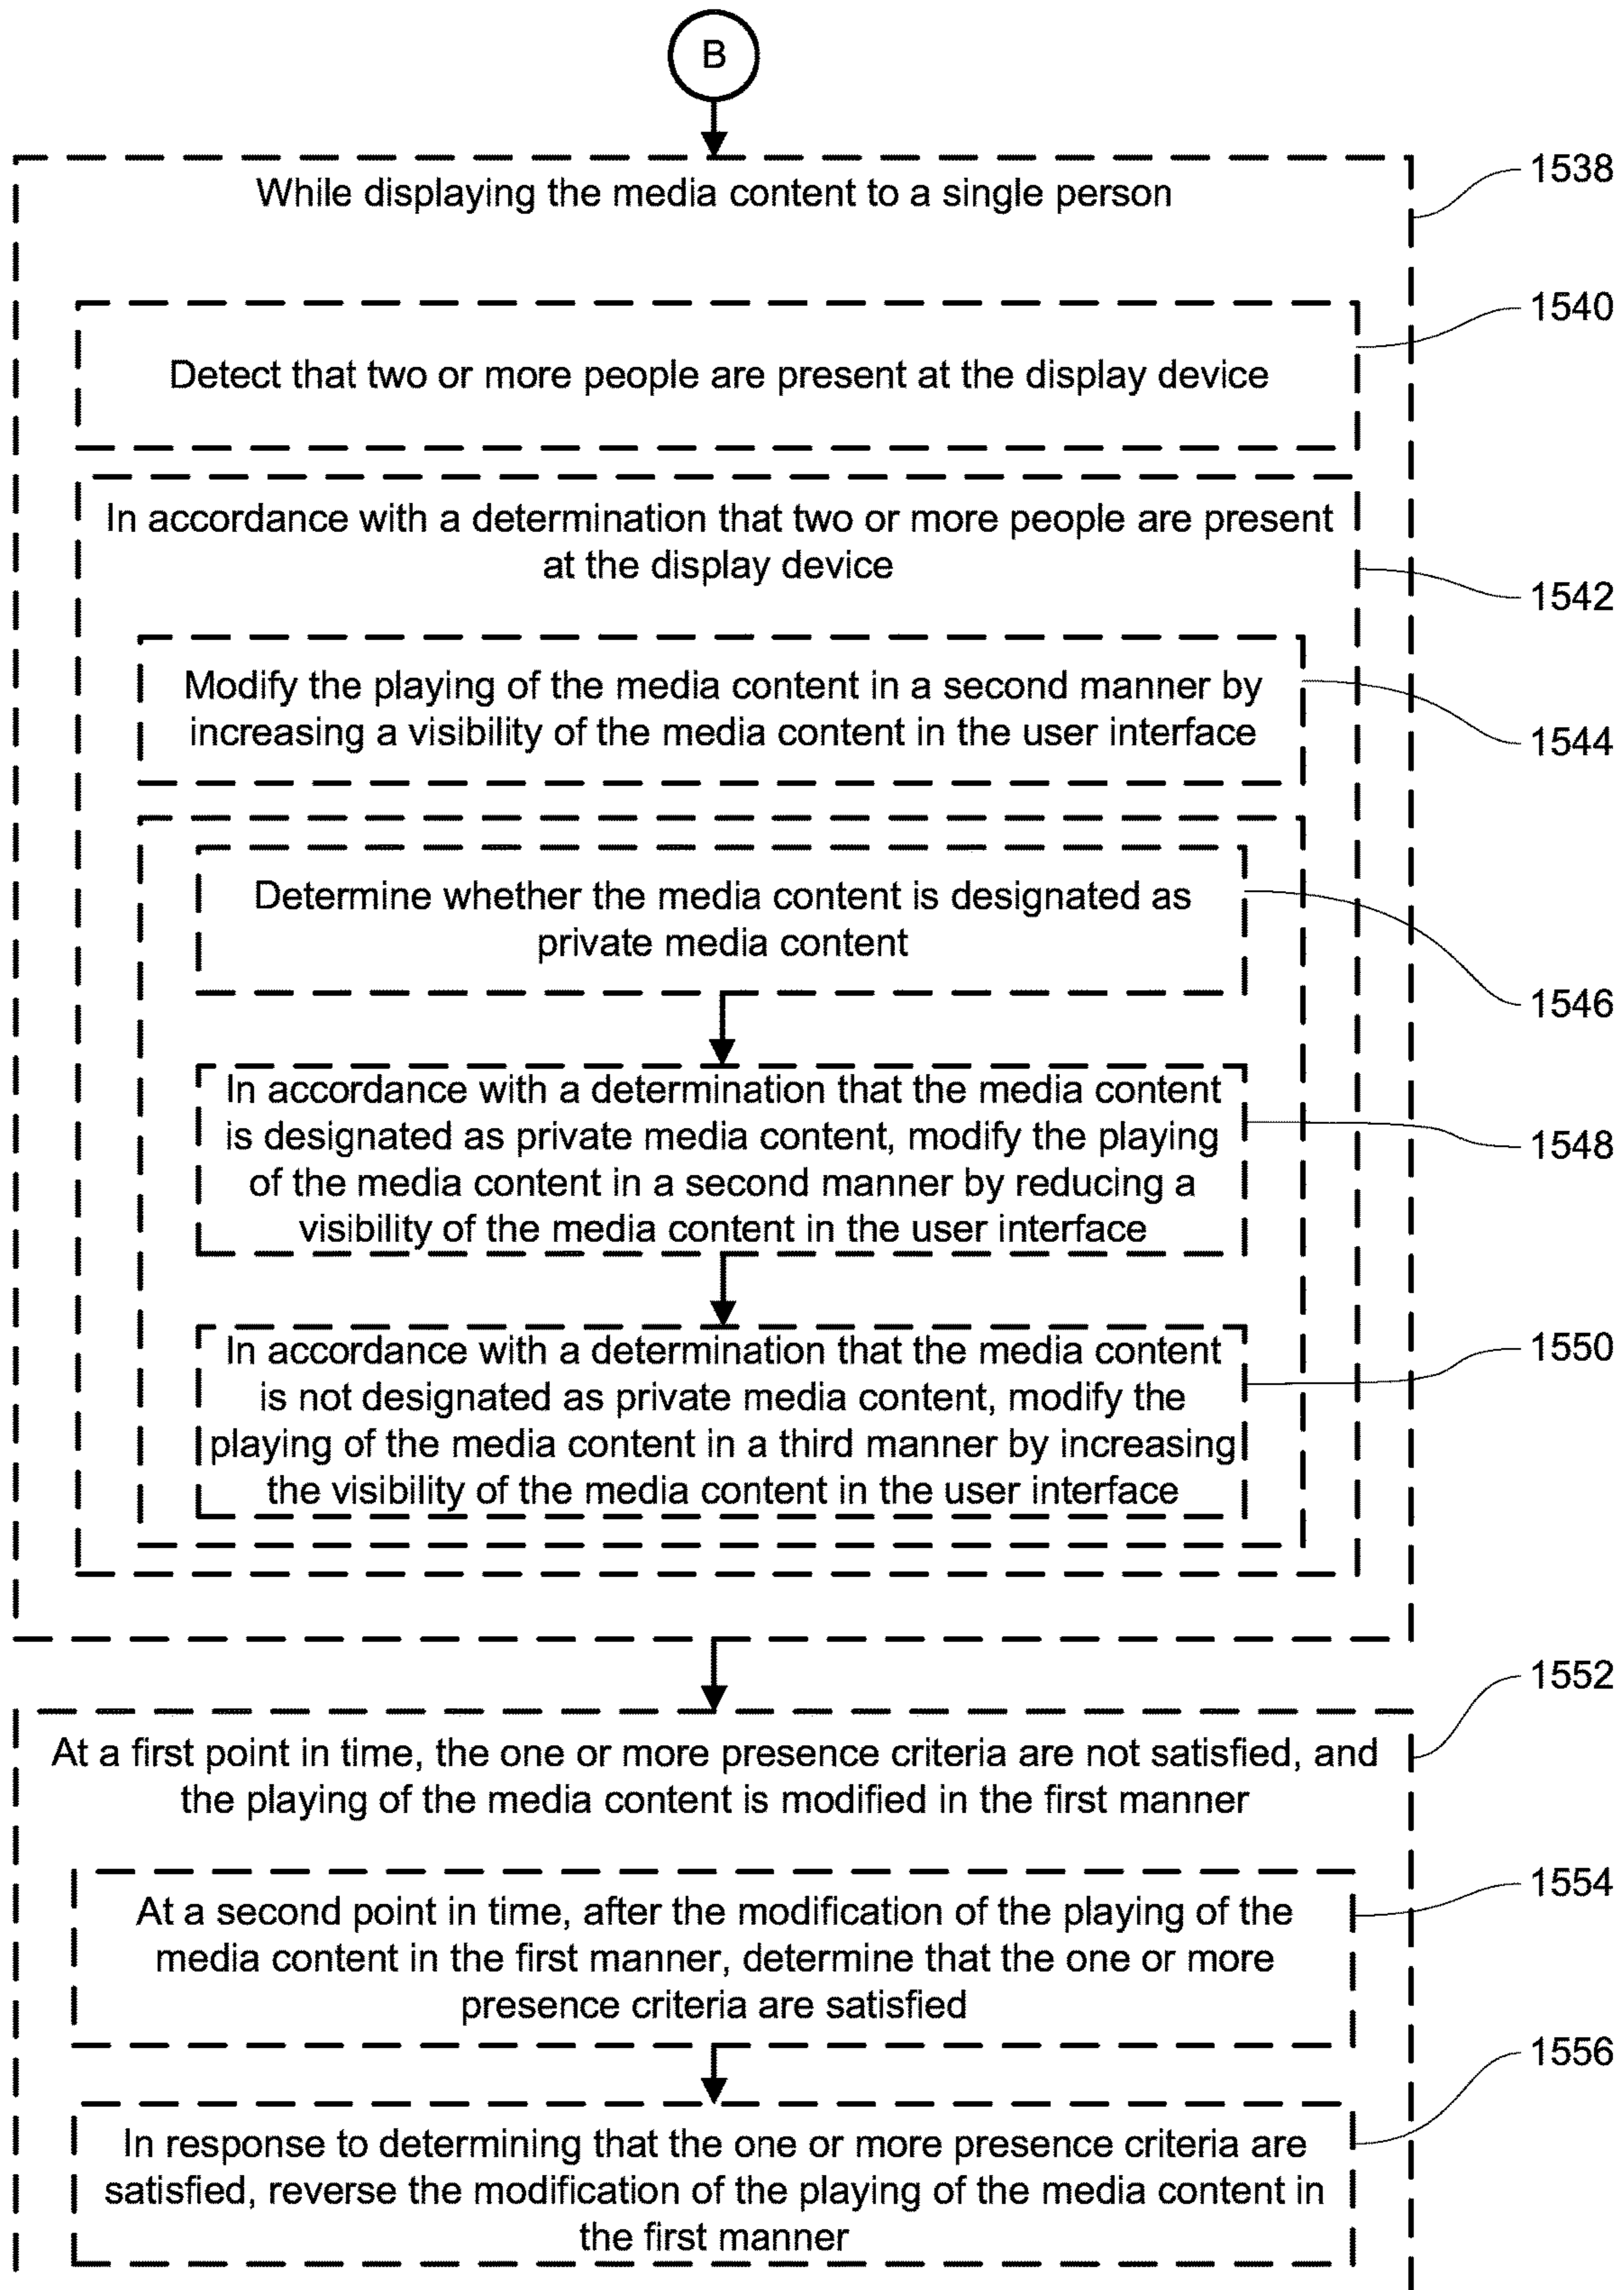 B
While displaying the media content to a single person
1538
1540
Detect that two or more people are present at the display device
In accordance with a determination that two or more people are present
at the display device
1542
Modify the playing of the media content in a second manner by
increasing a visibility of the media content in the user interface
1544
Determine whether the media content is designated as
private media content
1546
In accordance with a determination that the media content
is designated as private media content, modify the playing
of the media content in a second manner by reducing a
visibility of the media content in the user interface
1548
In accordance with a determination that the media content
is not designated as private media content, modify the
playing of the media content in a third manner by increasing
the visibility of the media content in the user interface
1550
1552
At a first point in time, the one or more presence criteria are not satisfied, and
the playing of the media content is modified in the first manner
1554
At a second point in time, after the modification of the playing of the
media content in the first manner, determine that the one or more
presence criteria are satisfied
1556
In response to determining that the one or more presence criteria are
satisfied, reverse the modification of the playing of the media content in
the first manner